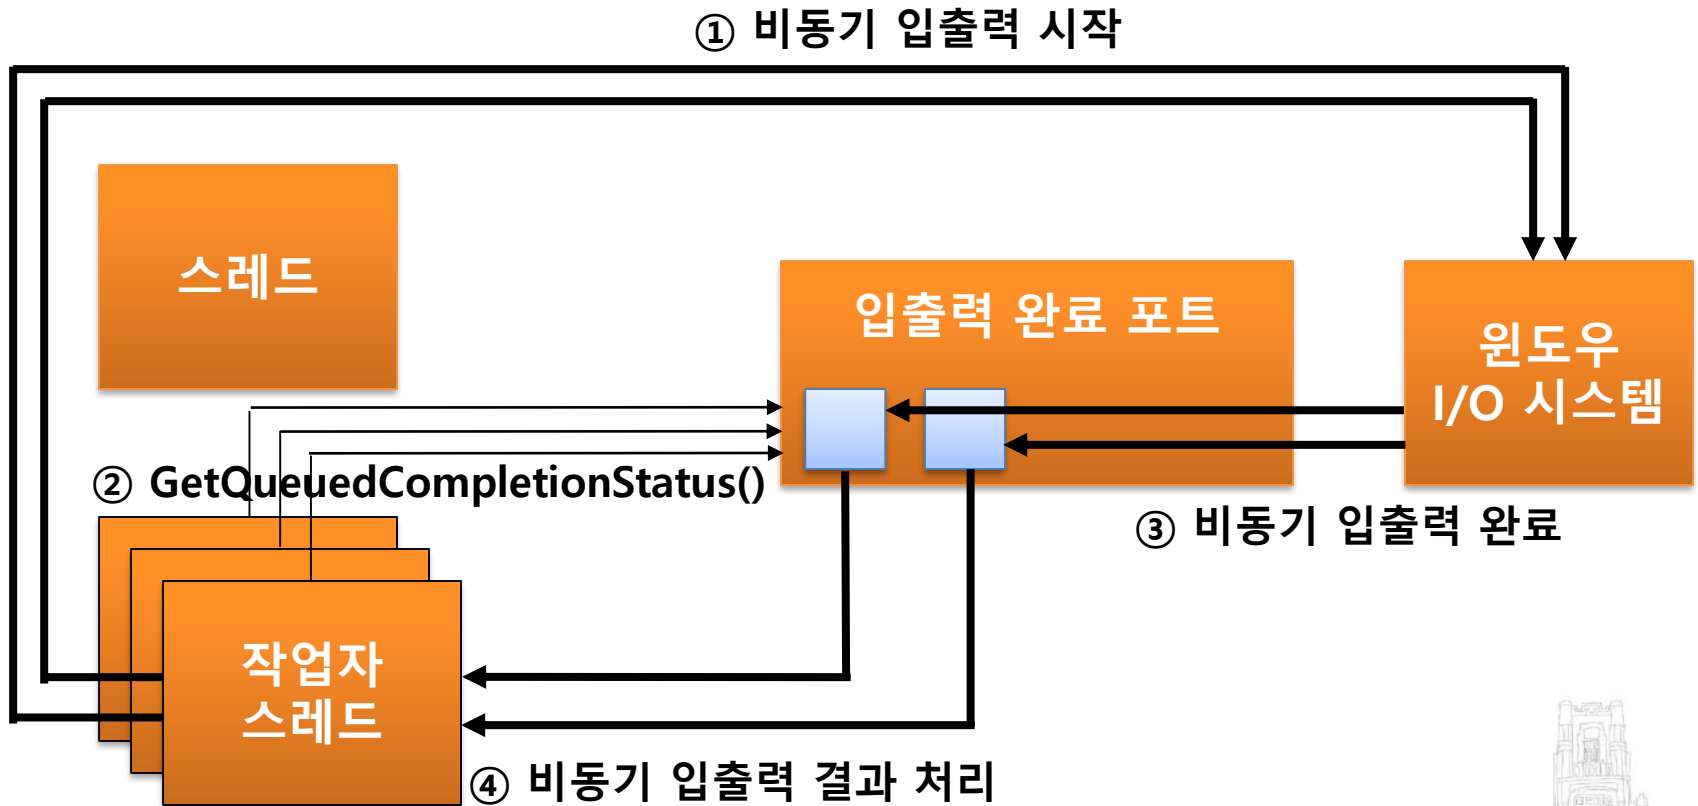 ① 비동기 입출력 시작
스레드
입출력 완료 포트
윈도우
I/O 시스템
② GetQueuedCompletionStatus()
③ 비동기 입출력 완료
작업자
스레드
④ 비동기 입출력 결과 처리